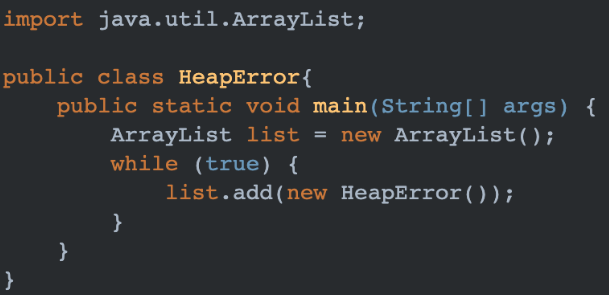 import java.util.ArrayList;
public class HeapError{
public static void main(String[] args) {
ArrayList list = new ArrayList();
while (true) {
list.add(new HeapError());
}
}
}